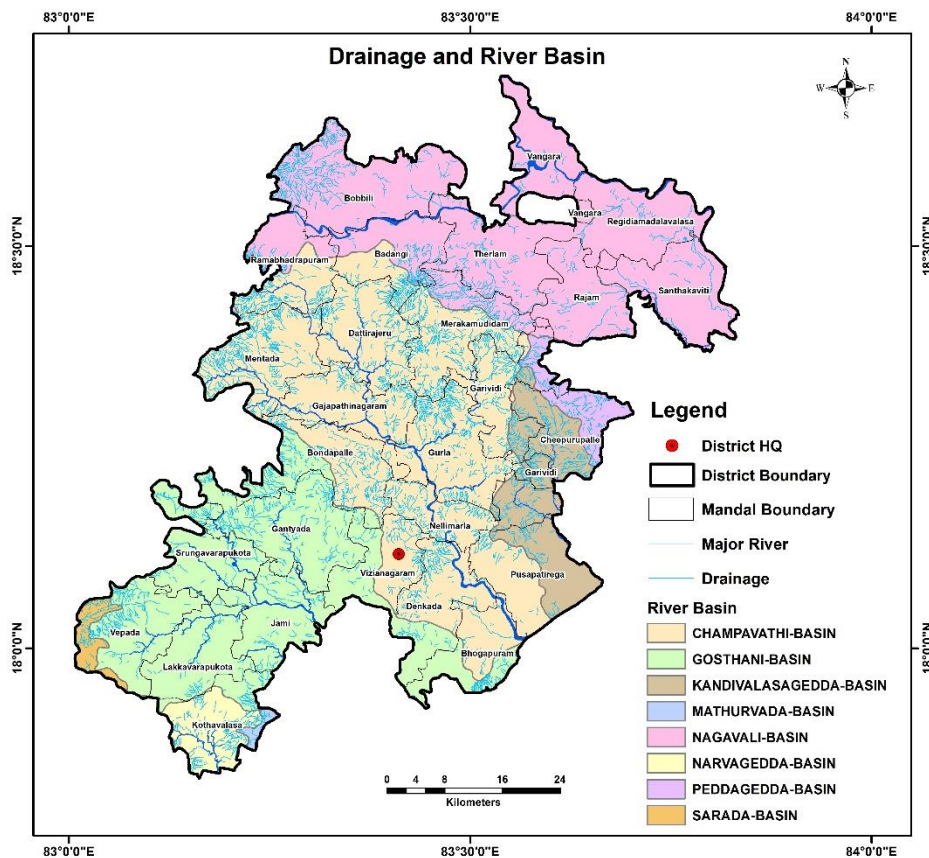 83°0'0"E
83°30'0"E
84°0'0"E
Drainage and River Basin
N
W
E
S
18°30'0"N
18°30'0"N
18°0'0"N
18°0'0"N
Vangara
Bobbili
Vangara
Regidiamadalavalasa
Ramabhadrapuram
Badangi
Therlam
Santhakaviti
Rajam
Merakamudidam
Dattirajeru
Mentada
Garividi
Gajapathinagaram
Cheepurupalle
Bondapalle
Gurla
Garividi
Gantyada
Nellimarla
Srungavarapukota
Vizianagaram
Pusapatirega
Denkada
Jami
Vepada
Bhogapuram
Lakkavarapukota
Kothavalasa
Legend
District HQ
District Boundary
Mandal Boundary
Major River
Drainage
River Basin
CHAMPAVATHI-BASIN
GOSTHANI-BASIN
KANDIVALASAGEDDA-BASIN
MATHURVADA-BASIN
NAGAVALI-BASIN
NARVAGEDDA-BASIN
PEDDAGEDDA-BASIN
SARADA-BASIN
0 4 8 16 24
Kilometers
83°0'0"E
83°30'0"E
84°0'0"E